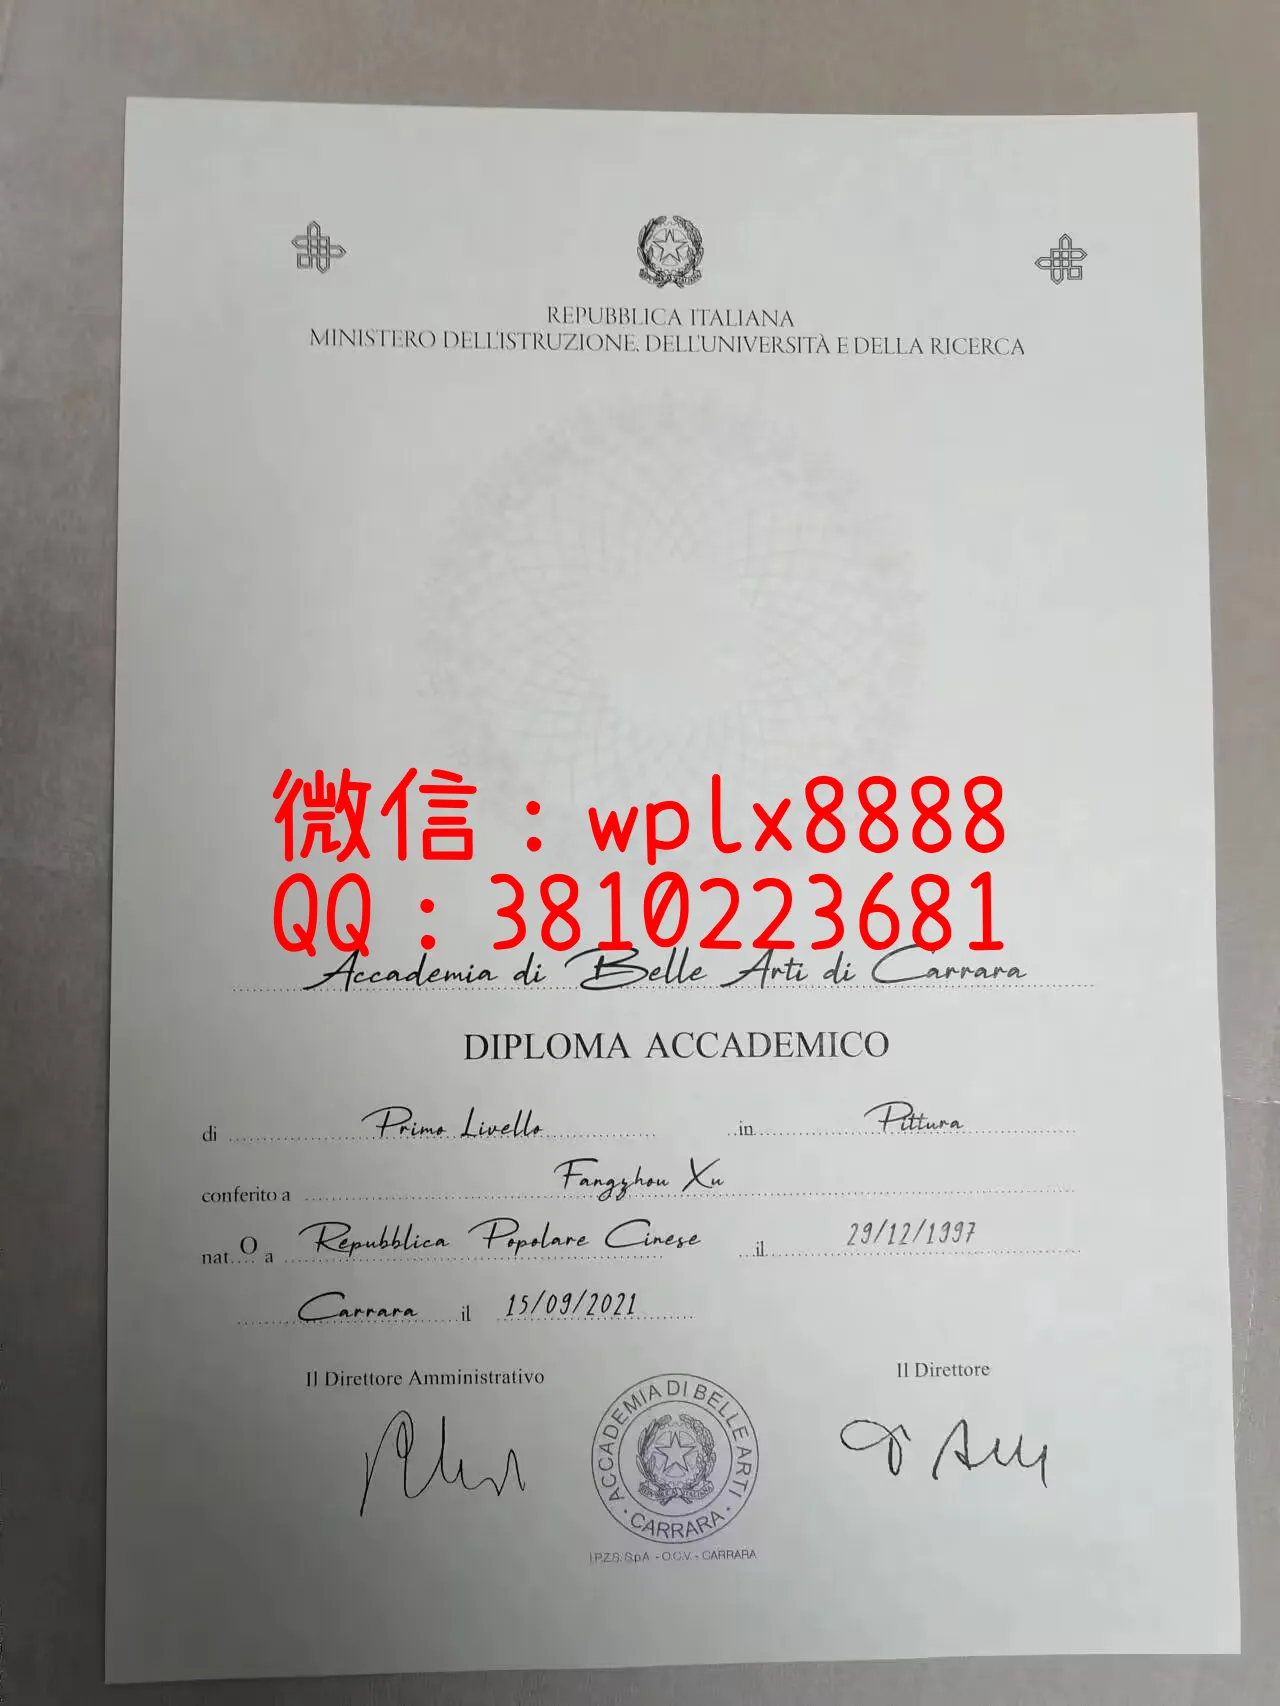 REPUBBLICA ITALIANA
MINISTERO DELL'ISTRUZIONE, DELL'UNIVERSITÀ E DELLA RICERCA
微信：wplx8888
QQ：3810223681
Accademia di Belle Arti di Carrara
DIPLOMA ACCADEMICO
di Primo Livello in Pittura
conferito a Fangzhou Xu
nat. O a Repubblica Popolare Cinese il 29/12/1997
Carrara il 15/09/2021
Il Direttore Amministrativo Il Direttore
ACCADEMIA DI BELLE ARTI · CARRARA ·
REPVBBLICA ITALIANA
I.P.Z.S. S.p.A. - O.C.V. - CARRARA